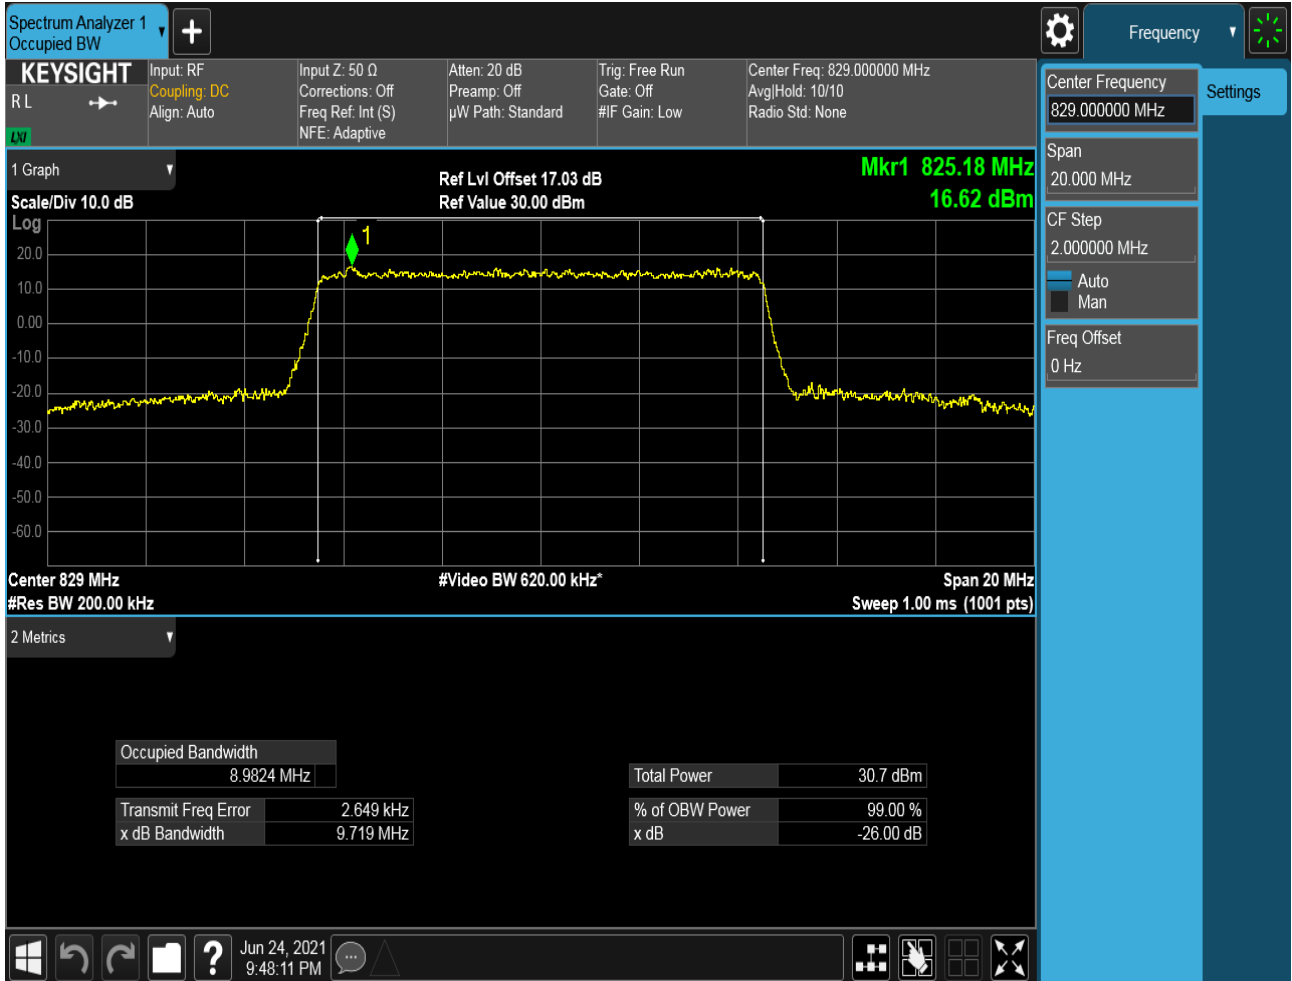 Spectrum Analyzer 1
Occupied BW
Frequency
KEYSIGHT
R L
LXI
Input: RF
Coupling: DC
Align: Auto
Input Z: 50 Ω
Corrections: Off
Freq Ref: Int (S)
NFE: Adaptive
Atten: 20 dB
Preamp: Off
µW Path: Standard
Trig: Free Run
Gate: Off
#IF Gain: Low
Center Freq: 829.000000 MHz
Avg|Hold: 10/10
Radio Std: None
Center Frequency
829.000000 MHz
Settings
Span
20.000 MHz
CF Step
2.000000 MHz
Auto
Man
Freq Offset
0 Hz
1 Graph
Scale/Div 10.0 dB
Ref Lvl Offset 17.03 dB
Ref Value 30.00 dBm
Mkr1 825.18 MHz
16.62 dBm
Log
1
20.0
10.0
0.00
-10.0
-20.0
-30.0
-40.0
-50.0
-60.0
Center 829 MHz
#Res BW 200.00 kHz
#Video BW 620.00 kHz*
Span 20 MHz
Sweep 1.00 ms (1001 pts)
2 Metrics
Occupied Bandwidth
8.9824 MHz
Transmit Freq Error 2.649 kHz
x dB Bandwidth 9.719 MHz
Total Power 30.7 dBm
% of OBW Power 99.00 %
x dB -26.00 dB
?
Jun 24, 2021
9:48:11 PM